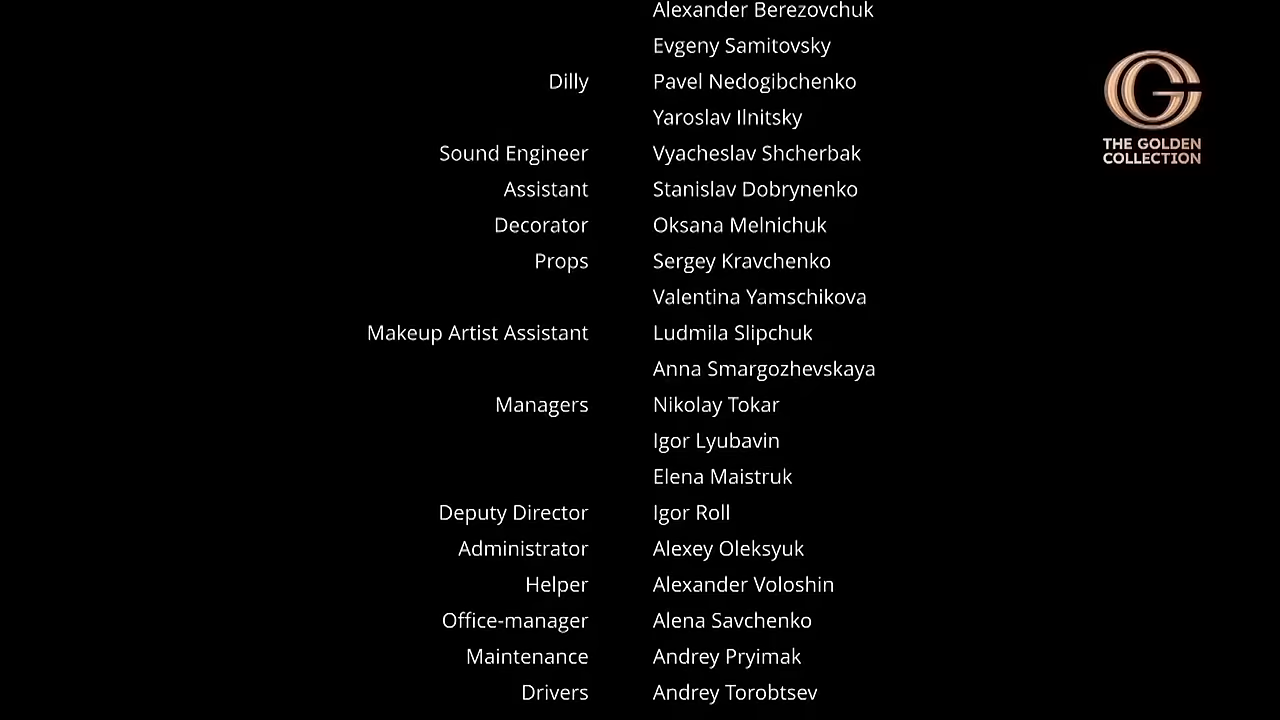 Alexander Berezovchuk
Evgeny Samitovsky
Dilly Pavel Nedogibchenko
Yaroslav Ilnitsky
Sound Engineer Vyacheslav Shcherbak
Assistant Stanislav Dobrynenko
Decorator Oksana Melnichuk
Props Sergey Kravchenko
Valentina Yamschikova
Makeup Artist Assistant Ludmila Slipchuk
Anna Smargozhevskaya
Managers Nikolay Tokar
Igor Lyubavin
Elena Maistruk
Deputy Director Igor Roll
Administrator Alexey Oleksyuk
Helper Alexander Voloshin
Office-manager Alena Savchenko
Maintenance Andrey Pryimak
Drivers Andrey Torobtsev
THE GOLDEN
COLLECTION